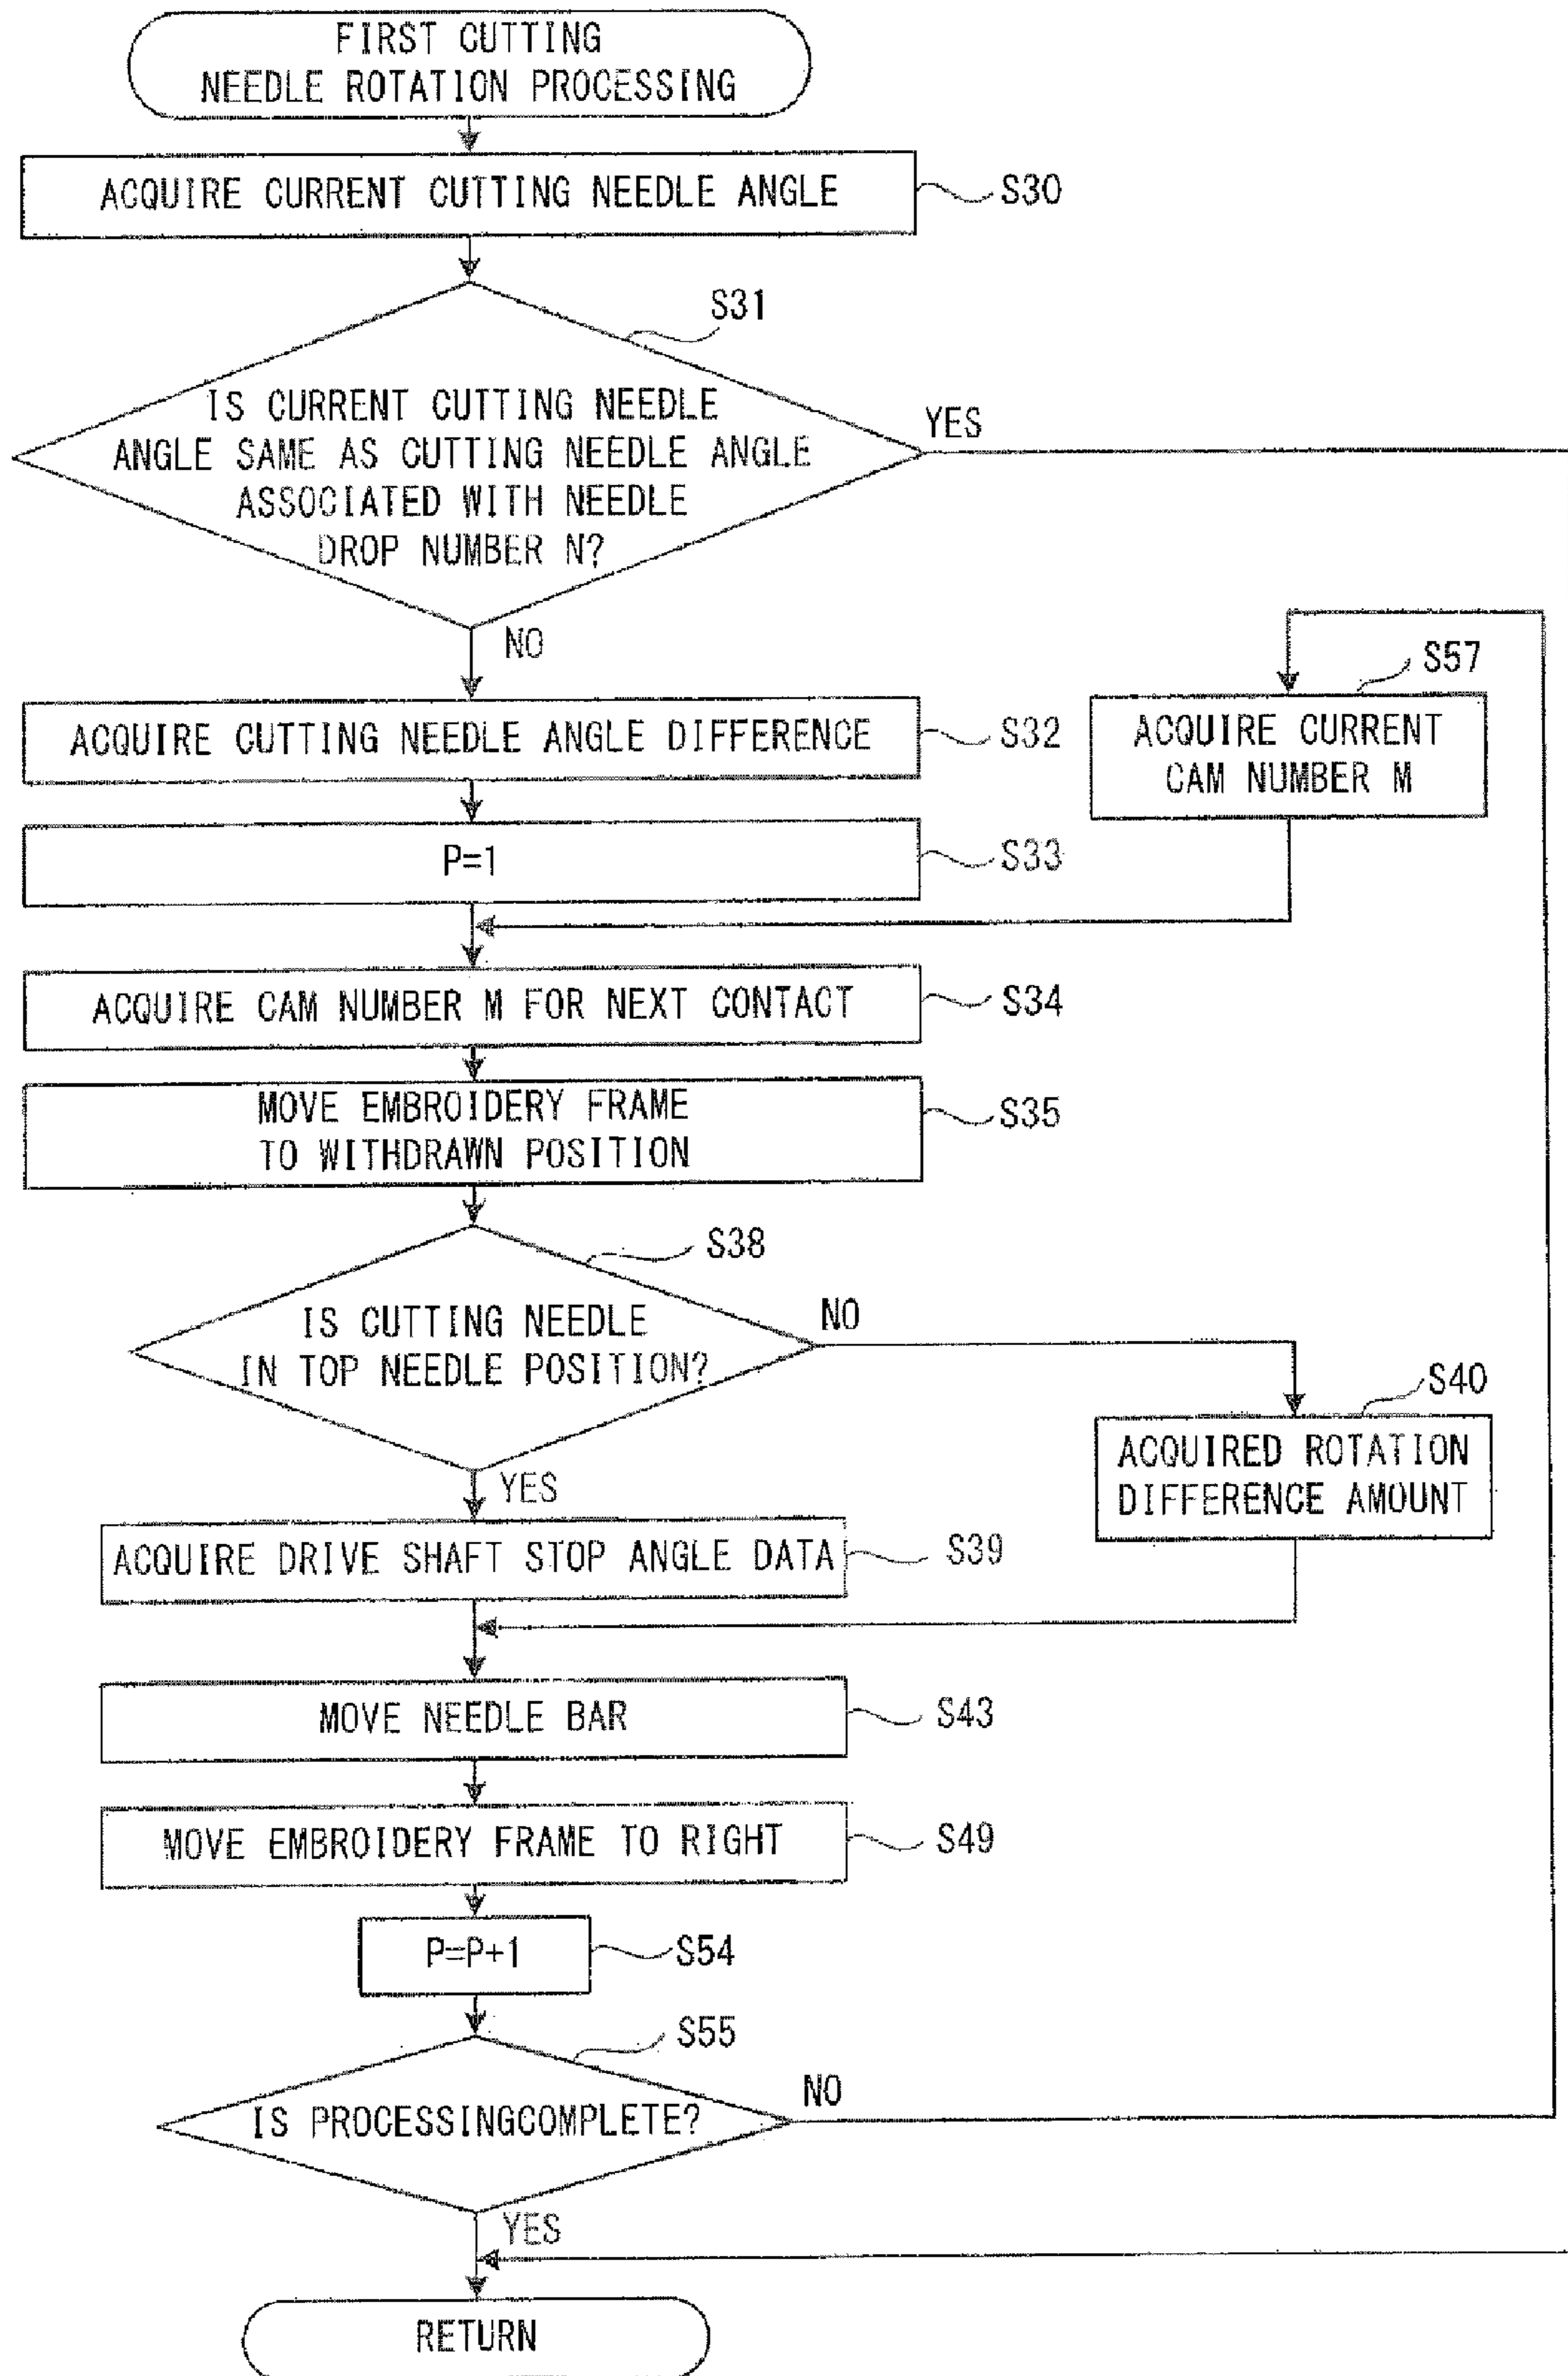 FIRST CUTTING
NEEDLE ROTATION PROCESSING
ACQUIRE CURRENT CUTTING NEEDLE ANGLE
S30
S31
IS CURRENT CUTTING NEEDLE
ANGLE SAME AS CUTTING NEEDLE ANGLE
ASSOCIATED WITH NEEDLE
DROP NUMBER N?
YES
NO
S57
ACQUIRE CURRENT
CAM NUMBER M
ACQUIRE CUTTING NEEDLE ANGLE DIFFERENCE
S32
P=1
S33
ACQUIRE CAM NUMBER M FOR NEXT CONTACT
S34
MOVE EMBROIDERY FRAME
TO WITHDRAWN POSITION
S35
S38
IS CUTTING NEEDLE
IN TOP NEEDLE POSITION?
NO
S40
ACQUIRED ROTATION
DIFFERENCE AMOUNT
YES
ACQUIRE DRIVE SHAFT STOP ANGLE DATA
S39
MOVE NEEDLE BAR
S43
MOVE EMBROIDERY FRAME TO RIGHT
S49
P=P+1
S54
S55
IS PROCESSINGCOMPLETE?
NO
YES
RETURN